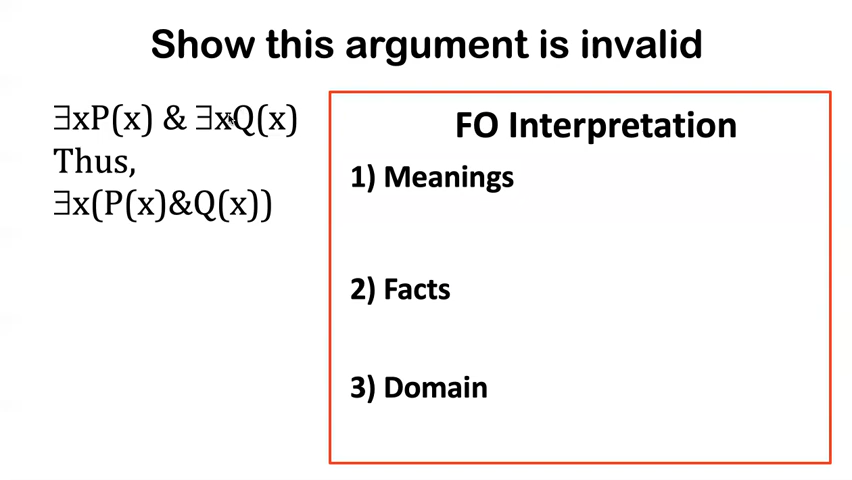 Show this argument is invalid
∃xP(x) & ∃xQ(x)
Thus,
∃x(P(x)&Q(x))
FO Interpretation
1) Meanings
2) Facts
3) Domain